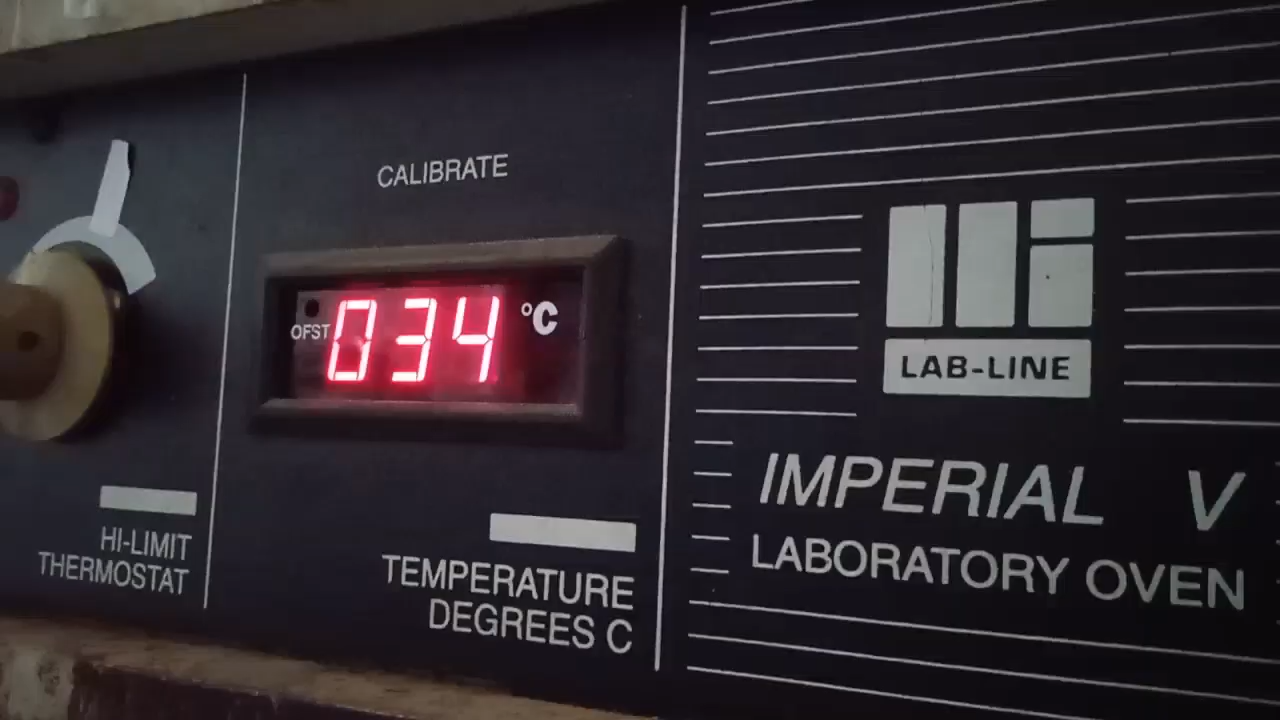 CALIBRATE
OFST 034 °C
HI-LIMIT
THERMOSTAT
TEMPERATURE
DEGREES C
LAB-LINE
IMPERIAL V
LABORATORY OVEN